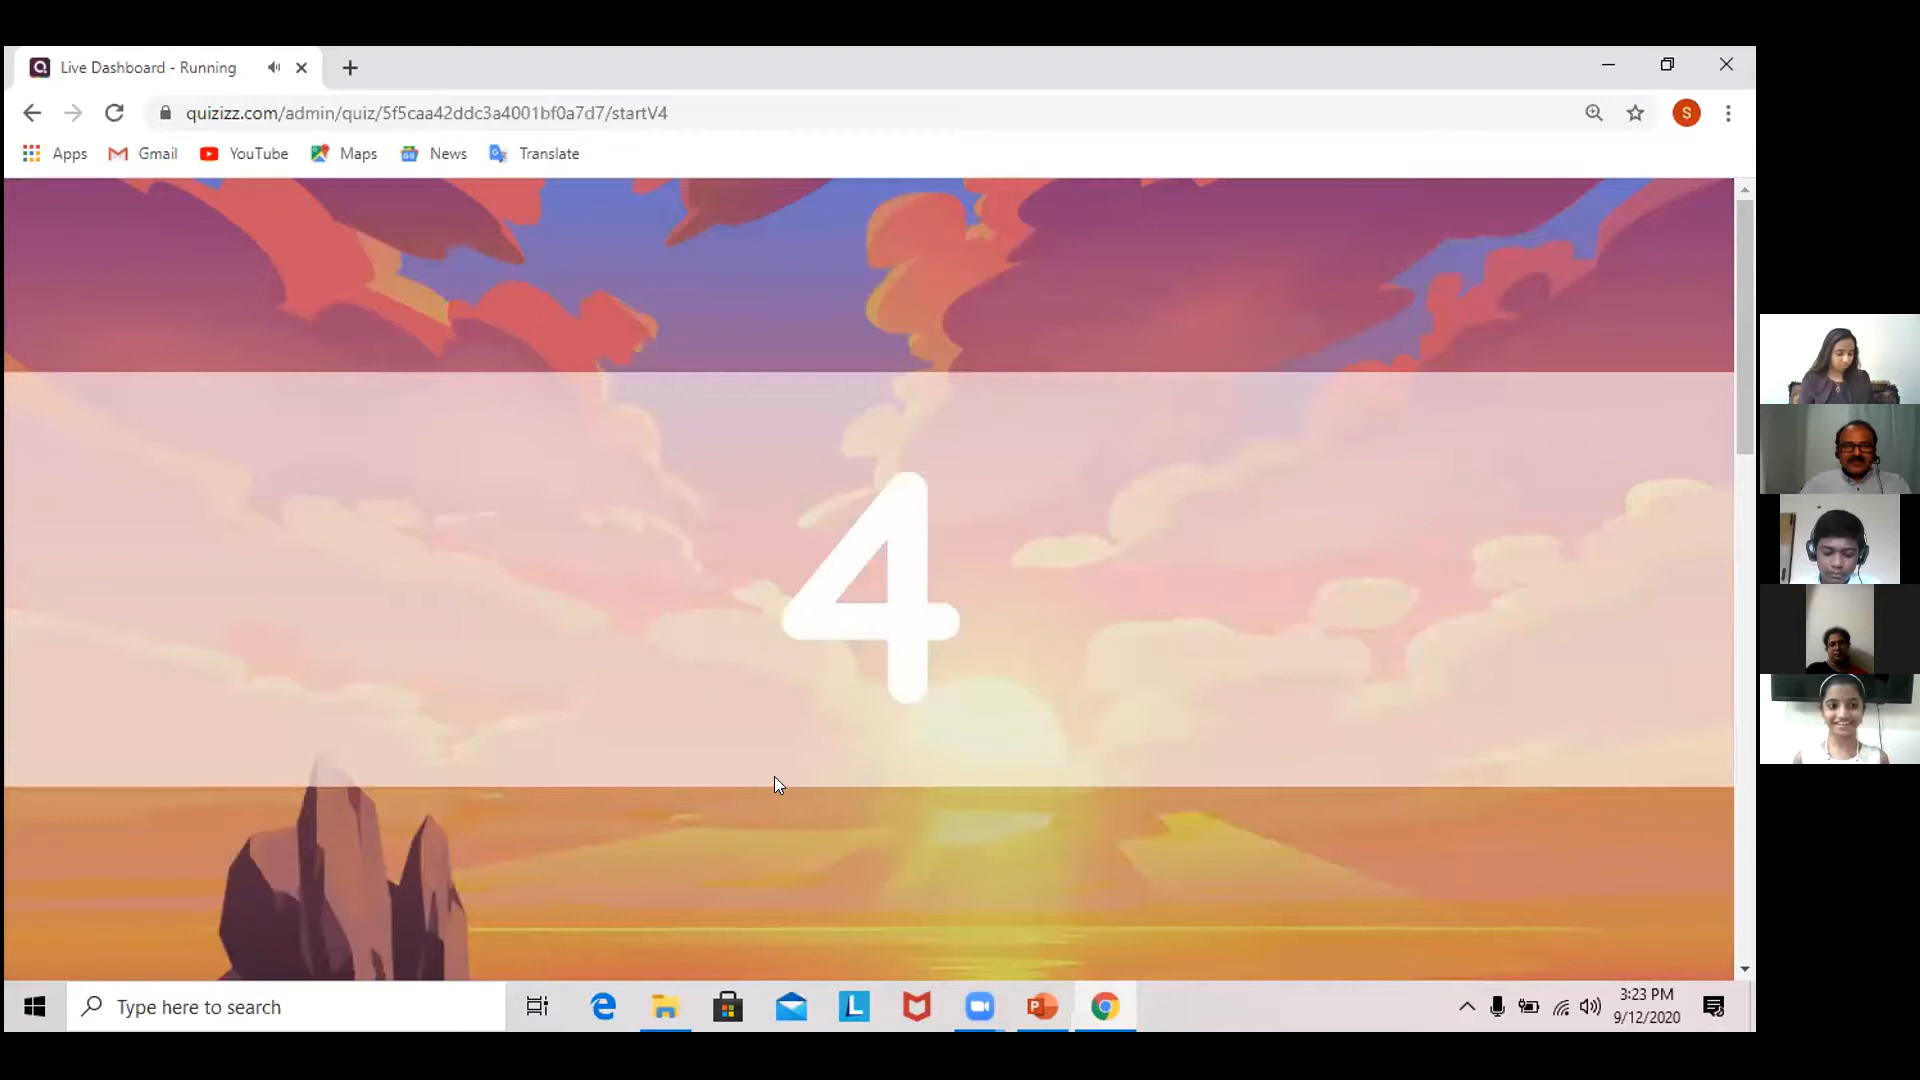 Live Dashboard - Running
quizizz.com/admin/quiz/5f5caa42ddc3a4001bf0a7d7/startV4
S
Apps Gmail YouTube Maps News Translate
4
Type here to search
3:23 PM
9/12/2020